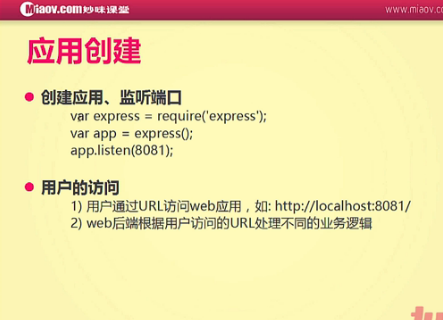 Miaov.com 妙味课堂
www.miaov.co
应用创建
创建应用、监听端口
var express = require('express');
var app = express();
app.listen(8081);
用户的访问
1) 用户通过URL访问web应用，如: http://localhost:8081/
2) web后端根据用户访问的URL处理不同的业务逻辑